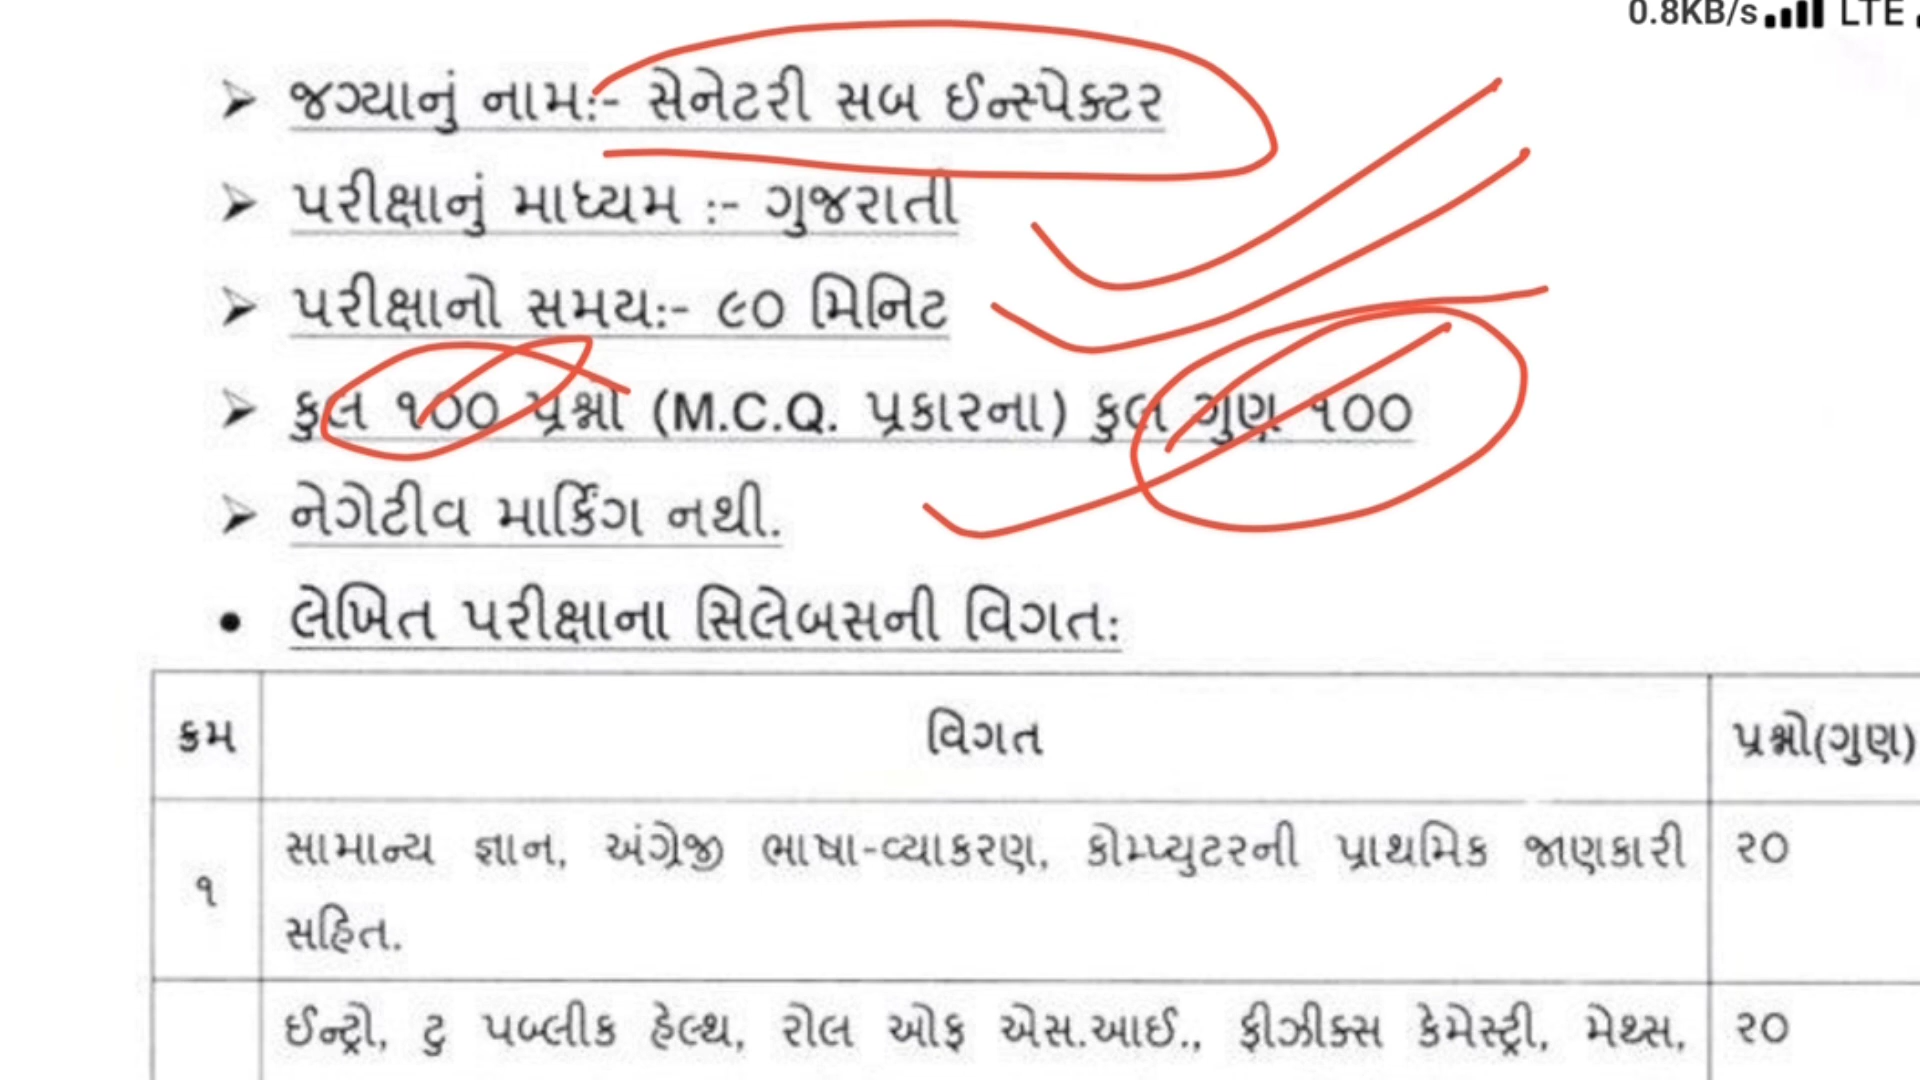 0.8KB/s LTE
➤ જગ્યાનું નામ:- સેનેટરી સબ ઈન્સ્પેક્ટર
➤ પરીક્ષાનું માધ્યમ :- ગુજરાતી
➤ પરીક્ષાનો સમય:- ૯૦ મિનિટ
➤ કુલ ૧૦૦ પ્રશ્નો (M.C.Q. પ્રકારના) કુલ ગુણ ૧૦૦
➤ નેગેટીવ માર્કિંગ નથી.
• લેખિત પરીક્ષાના સિલેબસની વિગત:
ક્રમ વિગત પ્રશ્નો(ગુણ)
૧ સામાન્ય જ્ઞાન, અંગ્રેજી ભાષા-વ્યાકરણ, કોમ્પ્યુટરની પ્રાથમિક જાણકારી ૨૦
સહિત.
ઈન્ટ્રો, ટુ પબ્લીક હેલ્થ, રોલ ઓફ એસ.આઈ., ફીઝીક્સ કેમેસ્ટ્રી, મેથ્સ, ૨૦